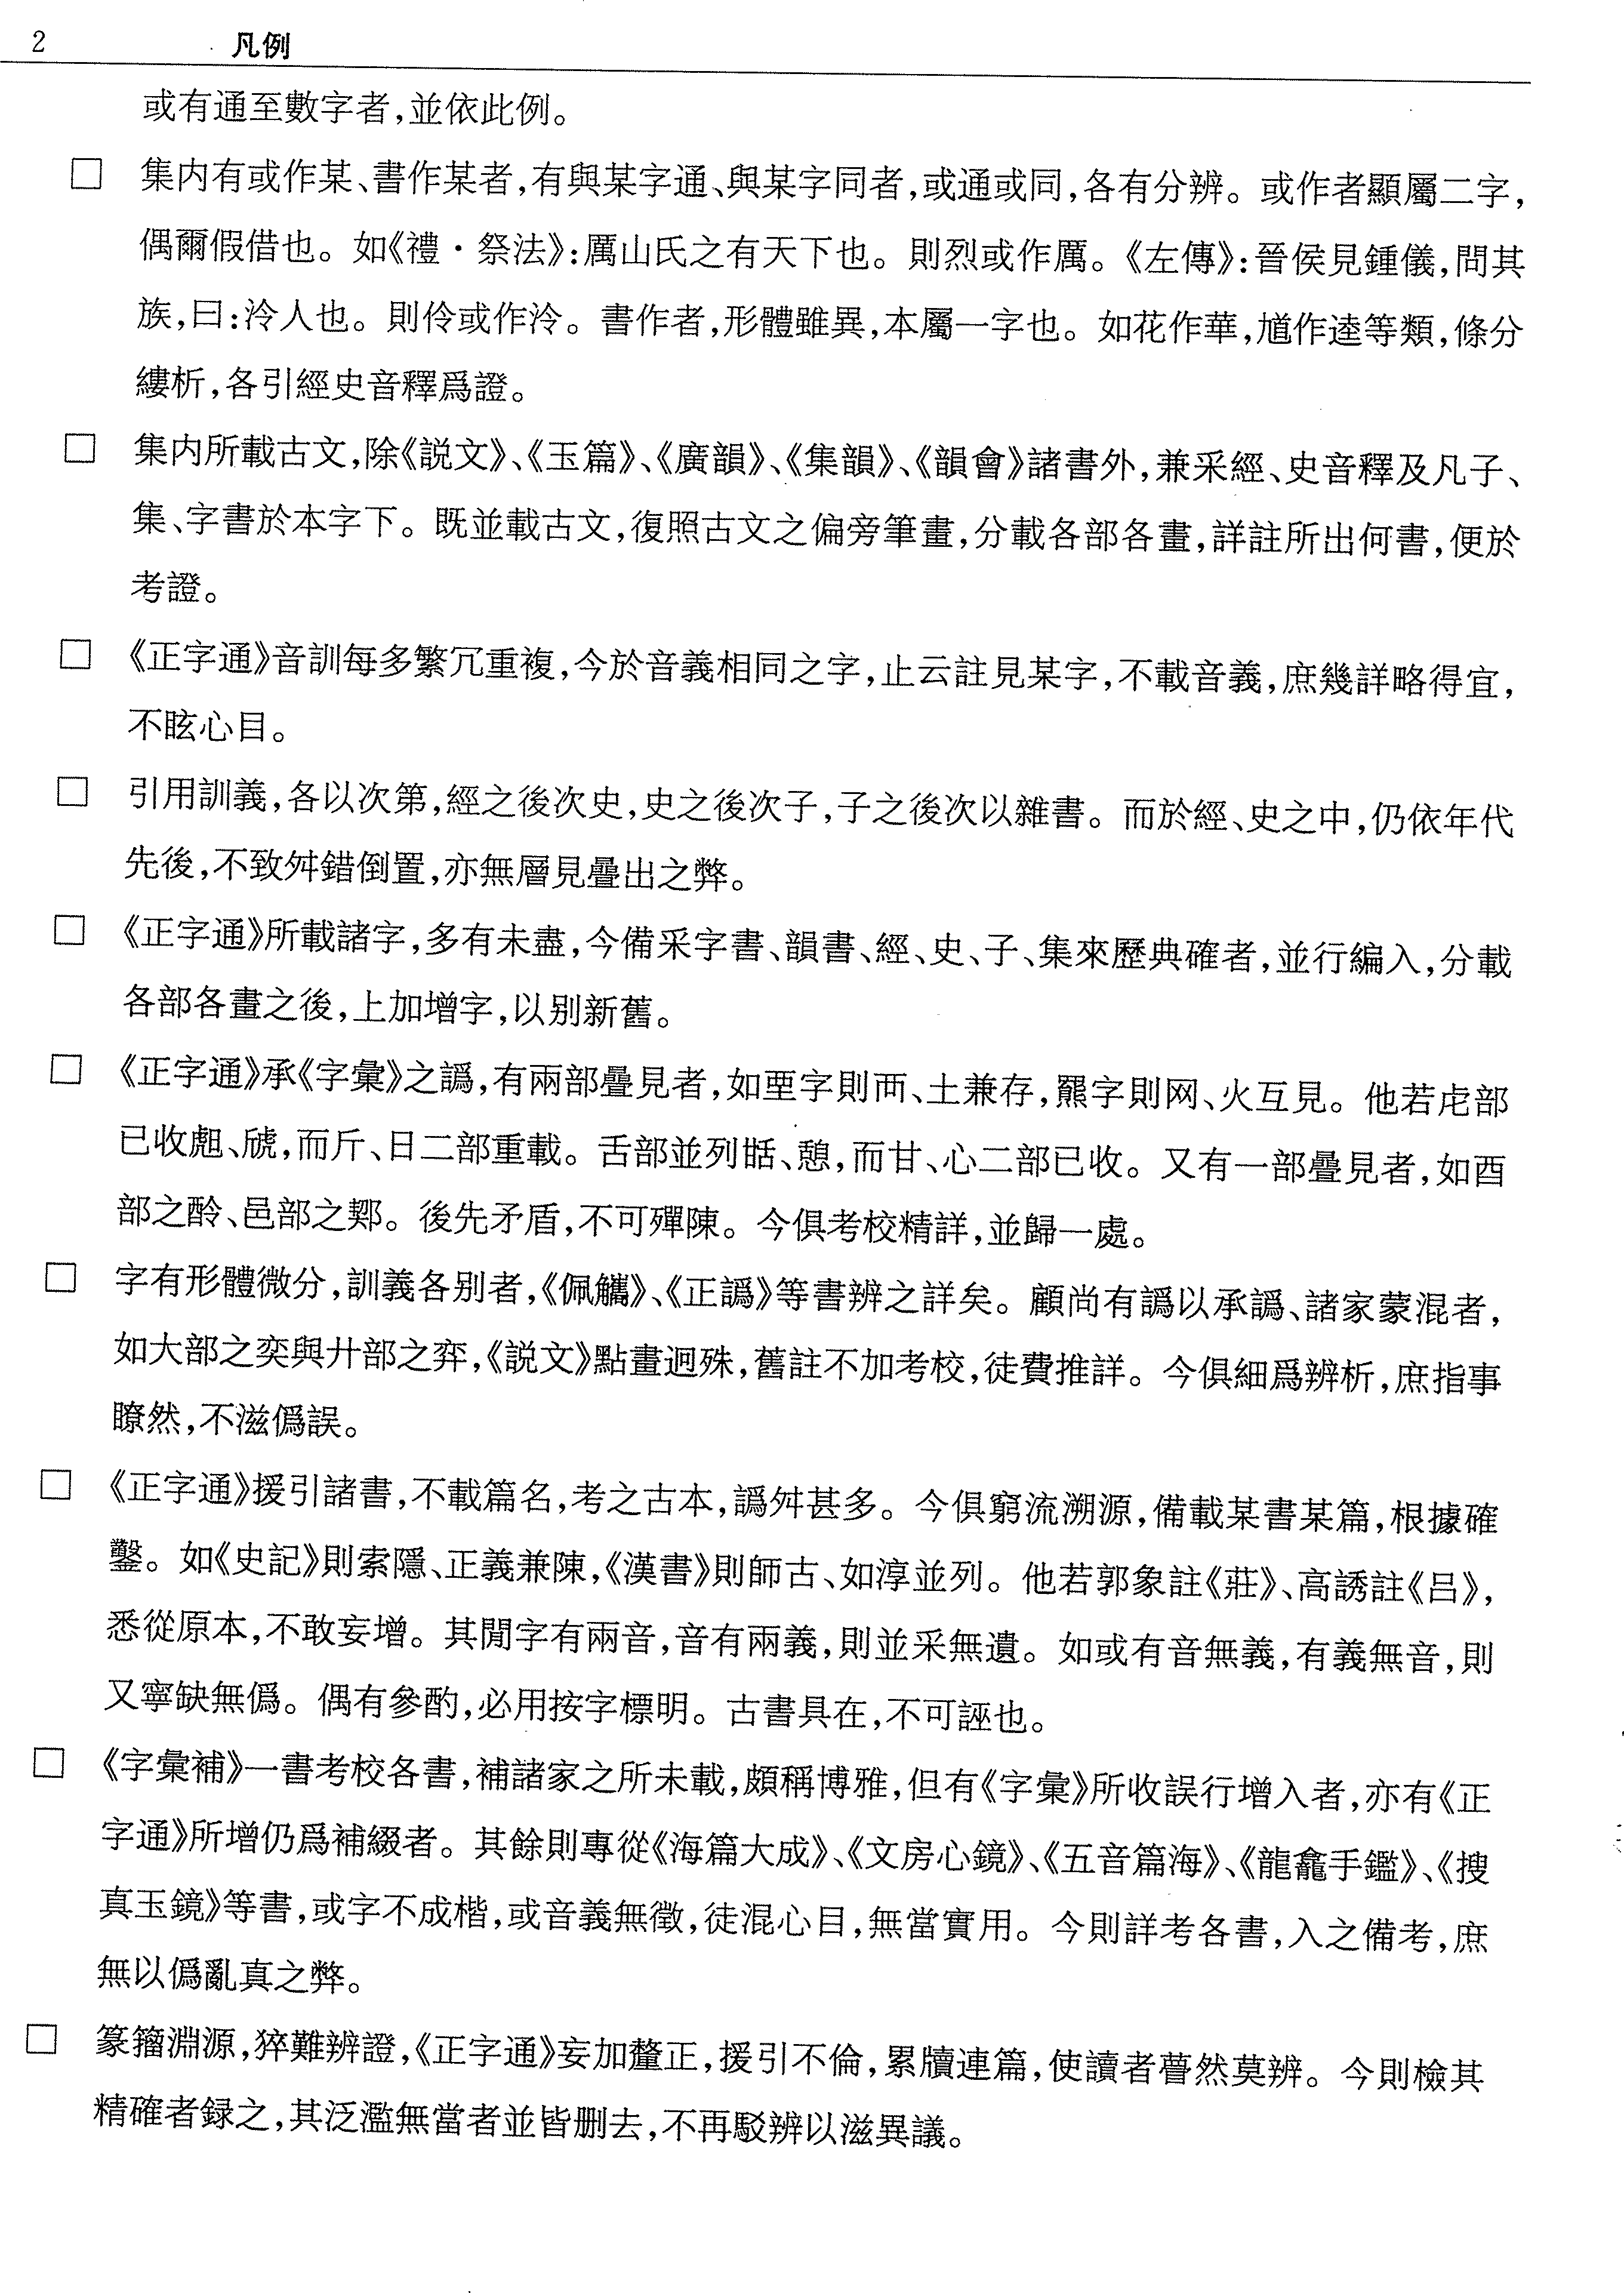 2 凡例
或有通至數字者,並依此例。
□ 集内有或作某、書作某者,有與某字通、與某字同者,或通或同,各有分辨。或作者顯屬二字,
偶爾假借也。如《禮·祭法》:厲山氏之有天下也。則烈或作厲。《左傳》:晉侯見鍾儀,問其
族,曰:泠人也。則伶或作泠。書作者,形體雖異,本屬一字也。如花作華,馗作逵等類,條分
縷析,各引經史音釋爲證。
□ 集内所載古文,除《説文》、《玉篇》、《廣韻》、《集韻》、《韻會》諸書外,兼采經、史音釋及凡子、
集、字書於本字下。既並載古文,復照古文之偏旁筆畫,分載各部各畫,詳註所出何書,便於
考證。
□ 《正字通》音訓每多繁冗重複,今於音義相同之字,止云註見某字,不載音義,庶幾詳略得宜,
不眩心目。
□ 引用訓義,各以次第,經之後次史,史之後次子,子之後次以雜書。而於經、史之中,仍依年代
先後,不致舛錯倒置,亦無層見疊出之弊。
□ 《正字通》所載諸字,多有未盡,今備采字書、韻書、經、史、子、集來歷典確者,並行編入,分載
各部各畫之後,上加增字,以别新舊。
□ 《正字通》承《字彙》之譌,有兩部疊見者,如垔字則襾、土兼存,羆字則网、火互見。他若虍部
已收虝、虒,而斤、日二部重載。舌部並列甛、憩,而甘、心二部已收。又有一部疊見者,如酉
部之酓、邑部之鄹。後先矛盾,不可殫陳。今俱考校精詳,並歸一處。
□ 字有形體微分,訓義各别者,《佩觿》、《正譌》等書辨之詳矣。顧尚有譌以承譌、諸家蒙混者,
如大部之奕與廾部之弈,《説文》點畫迥殊,舊註不加考校,徒費推詳。今俱細爲辨析,庶指事
瞭然,不滋僞誤。
□ 《正字通》援引諸書,不載篇名,考之古本,譌舛甚多。今俱窮流溯源,備載某書某篇,根據確
鑿。如《史記》則索隱、正義兼陳,《漢書》則師古、如淳並列。他若郭象註《莊》、高誘註《吕》,
悉從原本,不敢妄增。其閒字有兩音,音有兩義,則並采無遺。如或有音無義,有義無音,則
又寧缺無僞。偶有參酌,必用按字標明。古書具在,不可誣也。
□ 《字彙補》一書考校各書,補諸家之所未載,頗稱博雅,但有《字彙》所收誤行增入者,亦有《正
字通》所增仍爲補綴者。其餘則專從《海篇大成》、《文房心鏡》、《五音篇海》、《龍龕手鑑》、《搜
真玉鏡》等書,或字不成楷,或音義無徵,徒混心目,無當實用。今則詳考各書,入之備考,庶
無以僞亂真之弊。
□ 篆籀淵源,猝難辨證,《正字通》妄加釐正,援引不倫,累牘連篇,使讀者瞢然莫辨。今則檢其
精確者録之,其泛濫無當者並皆删去,不再駁辨以滋異議。